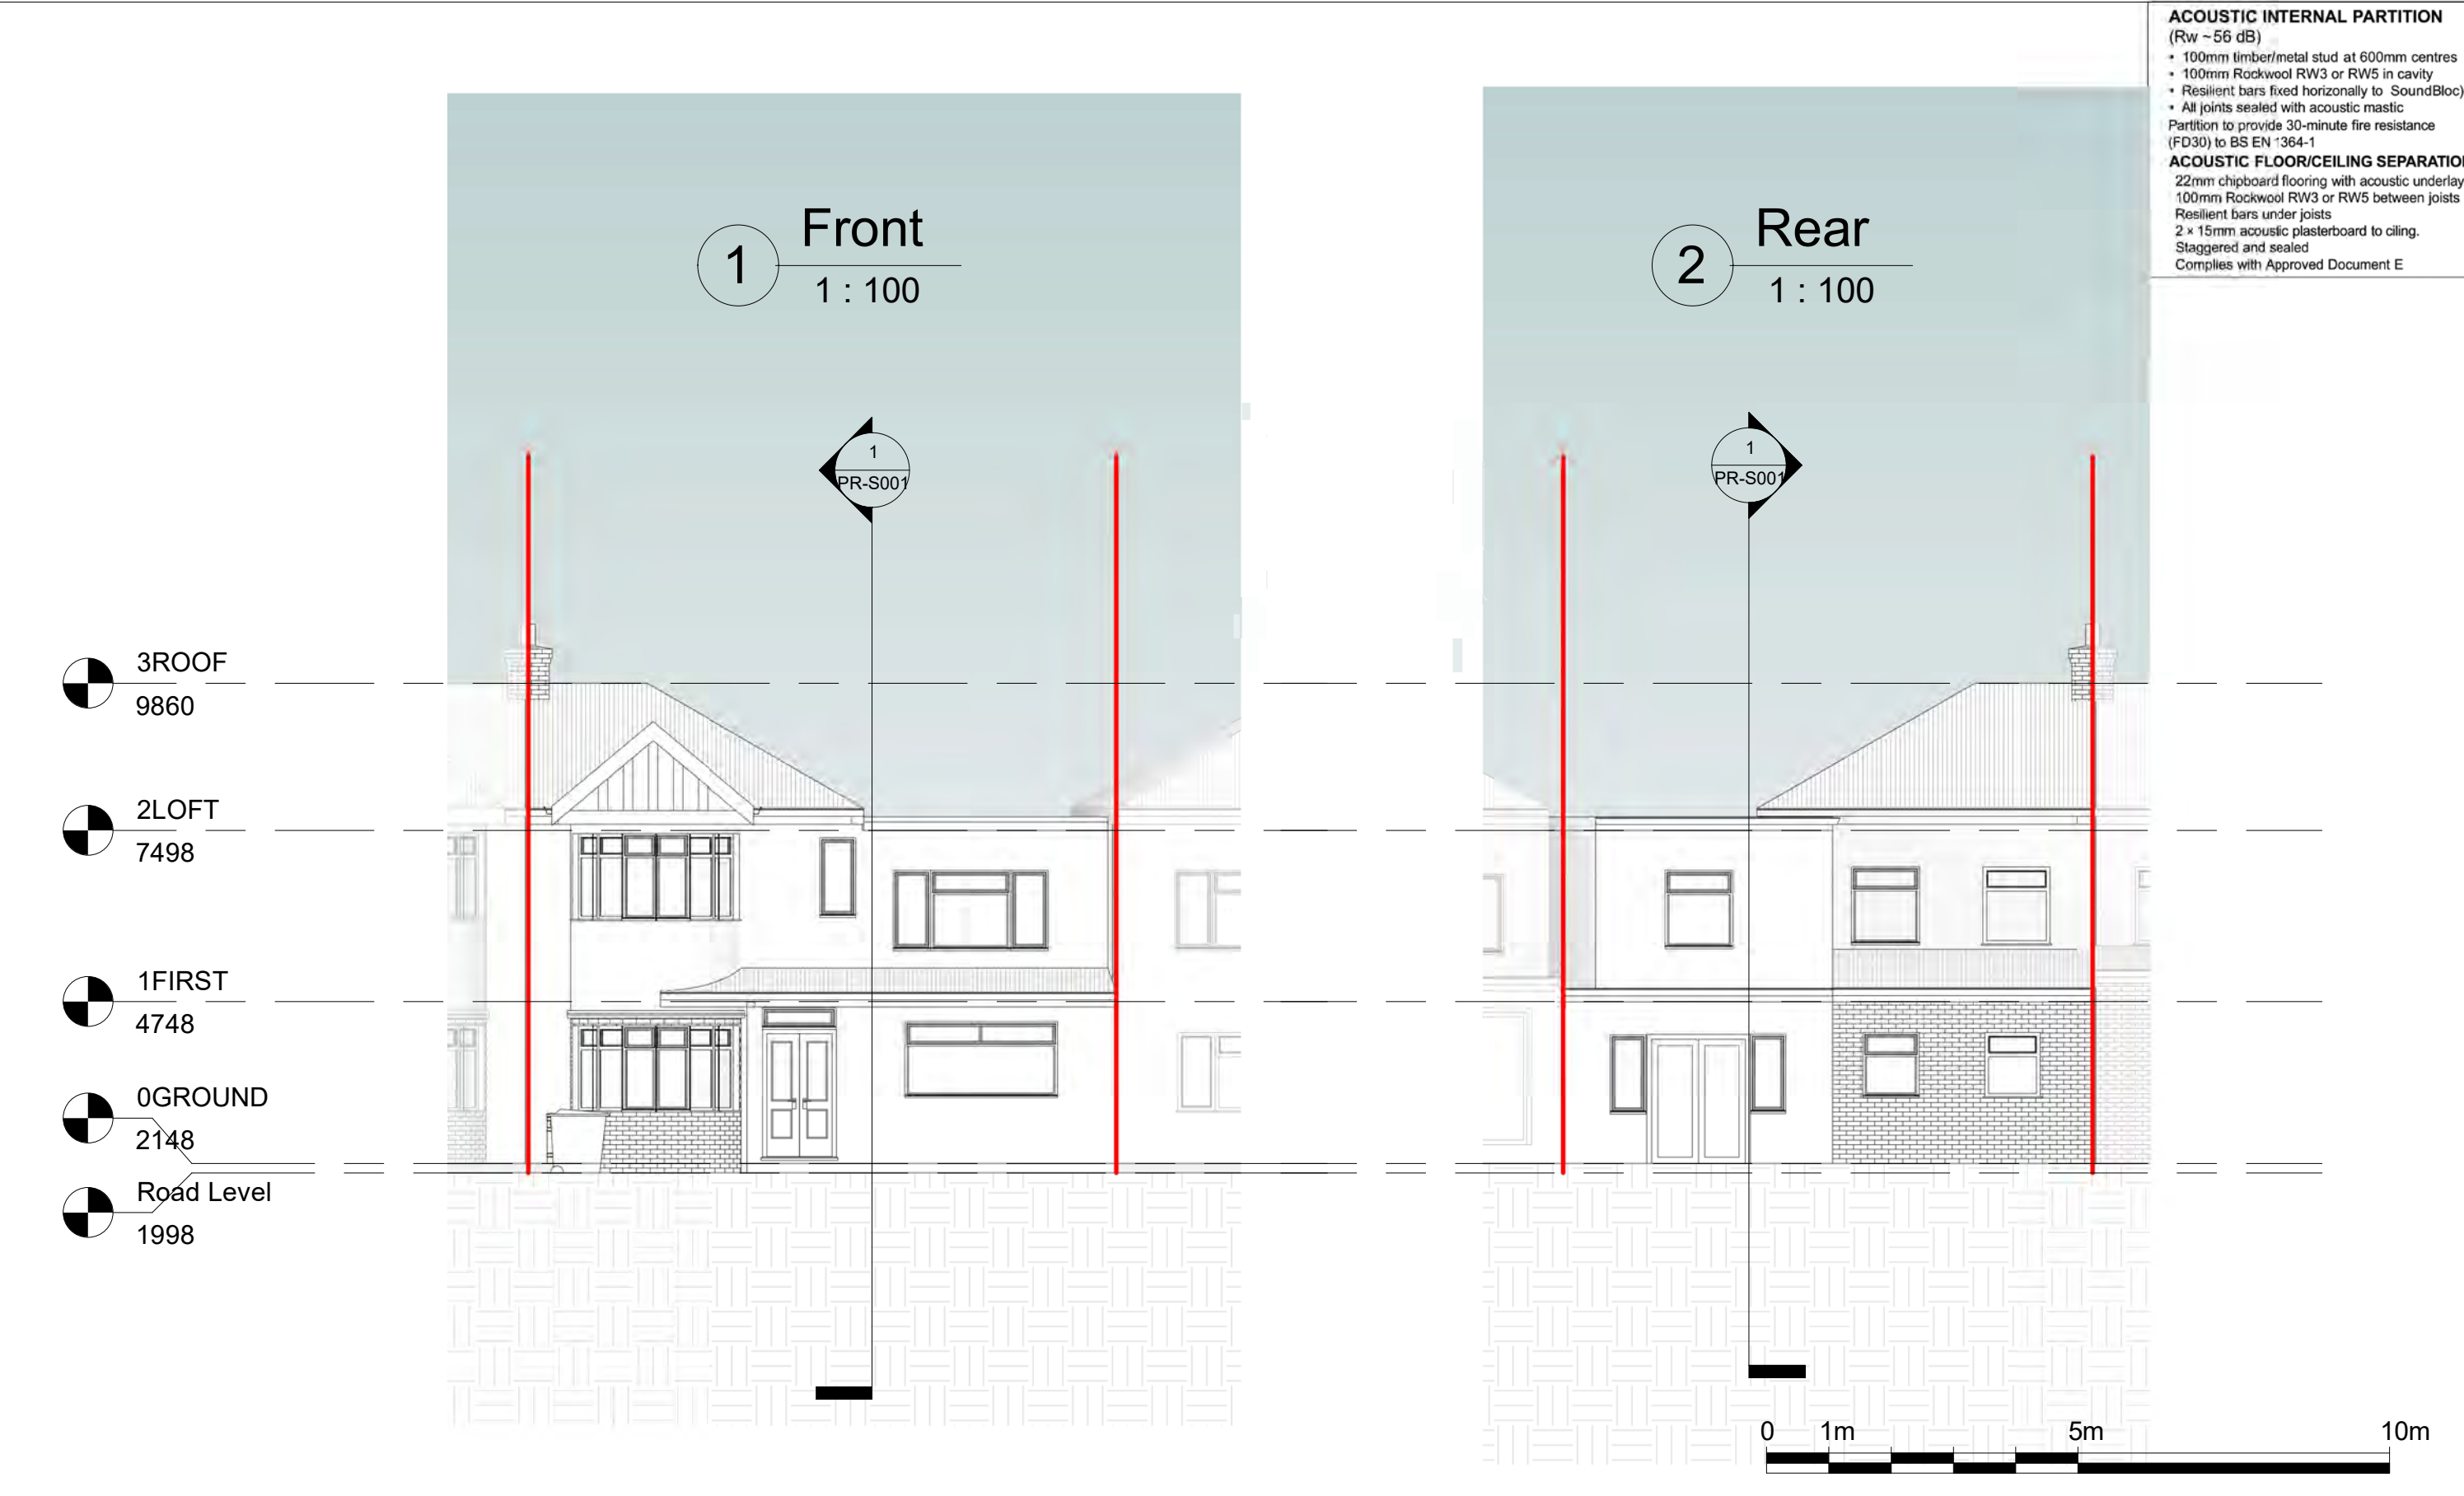 ACOUSTIC INTERNAL PARTITION
(Rw ~56 dB)
• 100mm timber/metal stud at 600mm centres
• 100mm Rockwool RW3 or RW5 in cavity
• Resilient bars fixed horizonally to SoundBloc)
• All joints sealed with acoustic mastic
Partition to provide 30-minute fire resistance
(FD30) to BS EN 1364-1
ACOUSTIC FLOOR/CEILING SEPARATION
22mm chipboard flooring with acoustic underlay
100mm Rockwool RW3 or RW5 between joists
Resilient bars under joists
2 × 15mm acoustic plasterboard to ciling.
Staggered and sealed
Complies with Approved Document E
1 Front
1 : 100
2 Rear
1 : 100
1
PR-S001
1
PR-S001
3ROOF
9860
2LOFT
7498
1FIRST
4748
0GROUND
2148
Road Level
1998
0 1m 5m 10m